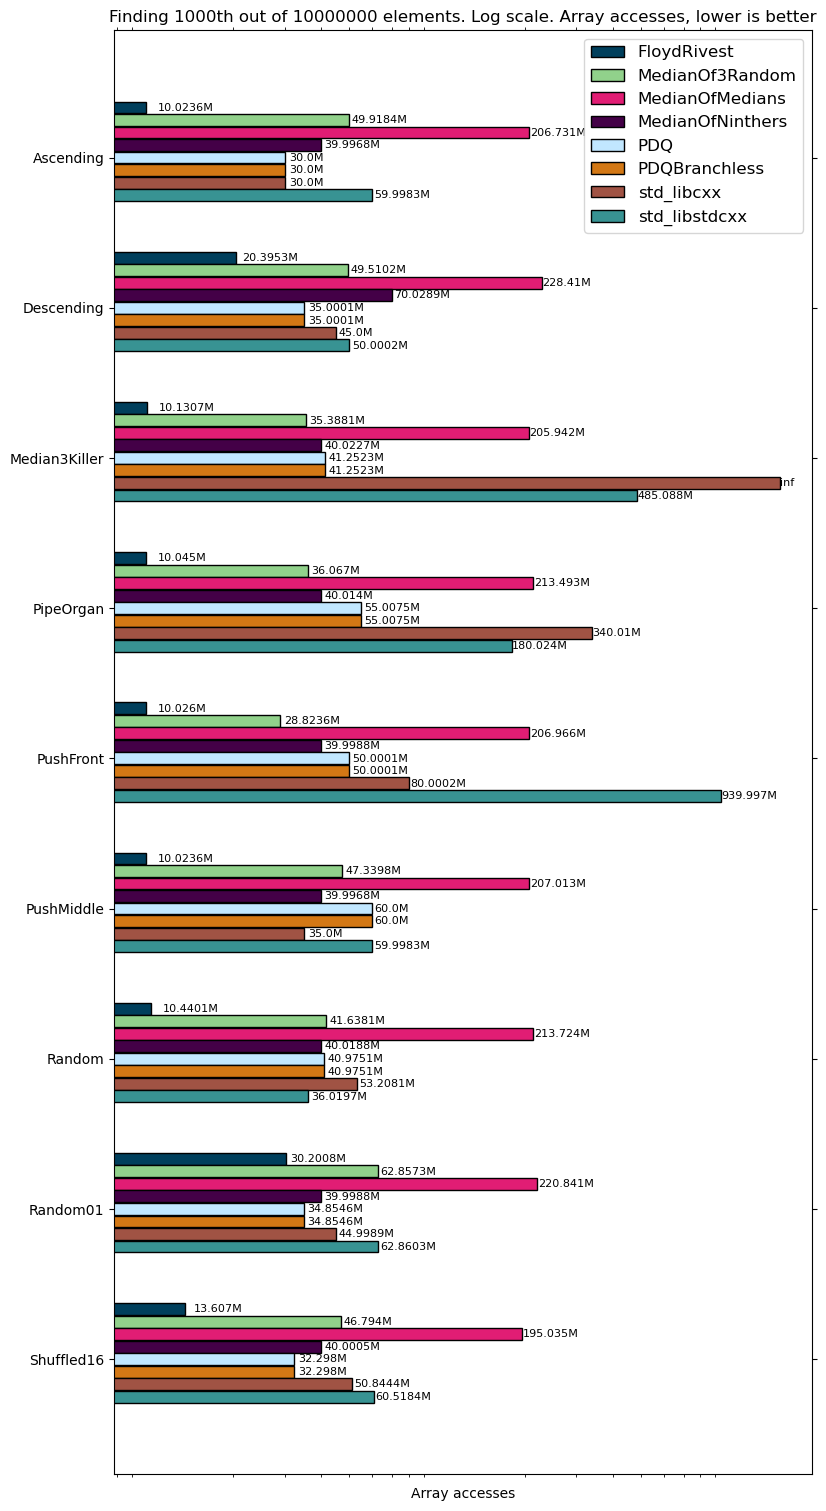 Finding 1000th out of 10000000 elements. Log scale. Array accesses, lower is better
FloydRivest
MedianOf3Random
MedianOfMedians
MedianOfNinthers
PDQ
PDQBranchless
std_libcxx
std_libstdcxx
Ascending
10.0236M
49.9184M
206.731M
39.9968M
30.0M
30.0M
30.0M
59.9983M
Descending
20.3953M
49.5102M
228.41M
70.0289M
35.0001M
35.0001M
45.0M
50.0002M
Median3Killer
10.1307M
35.3881M
205.942M
40.0227M
41.2523M
41.2523M
inf
485.088M
PipeOrgan
10.045M
36.067M
213.493M
40.014M
55.0075M
55.0075M
340.01M
180.024M
PushFront
10.026M
28.8236M
206.966M
39.9988M
50.0001M
50.0001M
80.0002M
939.997M
PushMiddle
10.0236M
47.3398M
207.013M
39.9968M
60.0M
60.0M
35.0M
59.9983M
Random
10.4401M
41.6381M
213.724M
40.0188M
40.9751M
40.9751M
53.2081M
36.0197M
Random01
30.2008M
62.8573M
220.841M
39.9988M
34.8546M
34.8546M
44.9989M
62.8603M
Shuffled16
13.607M
46.794M
195.035M
40.0005M
32.298M
32.298M
50.8444M
60.5184M
Array accesses